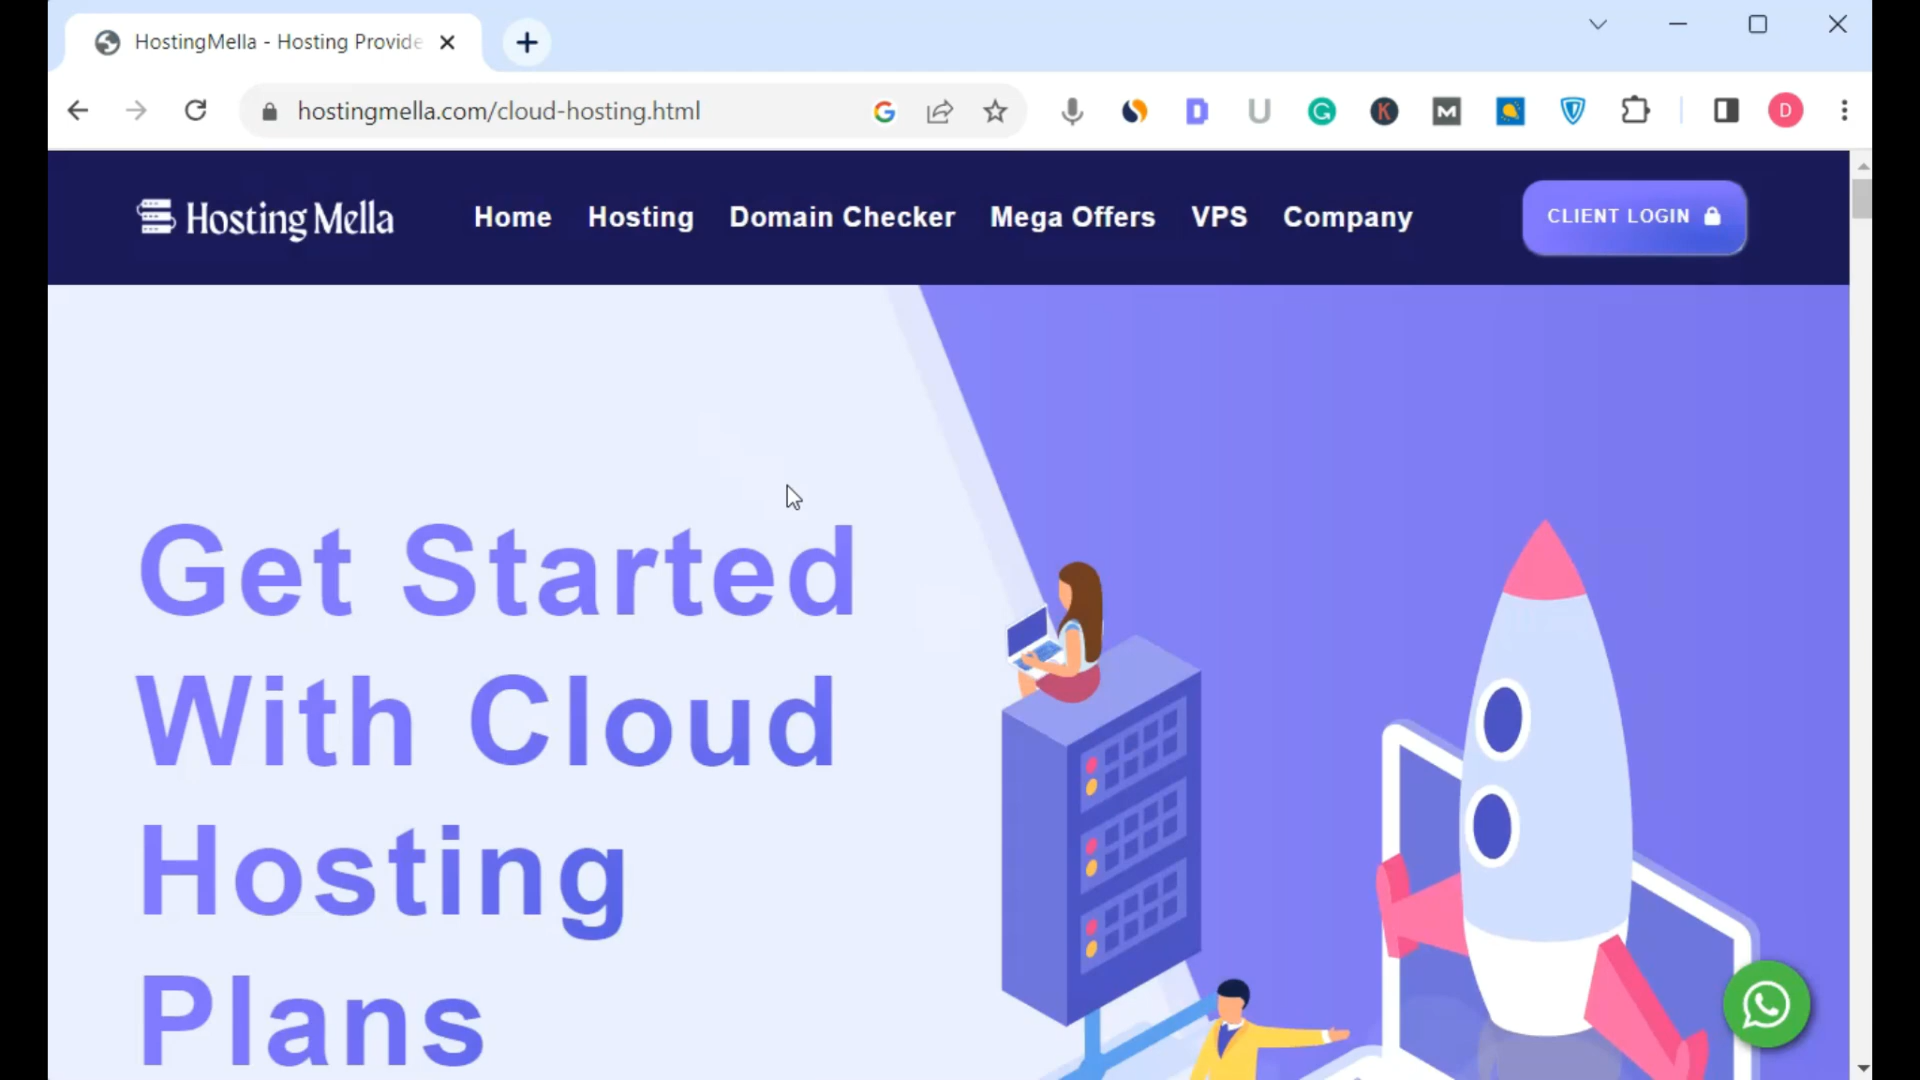 HostingMella - Hosting Provide
hostingmella.com/cloud-hosting.html
D
U
G
K
M
D
Hosting Mella
Home
Hosting
Domain Checker
Mega Offers
VPS
Company
CLIENT LOGIN
Get Started
With Cloud
Hosting
Plans